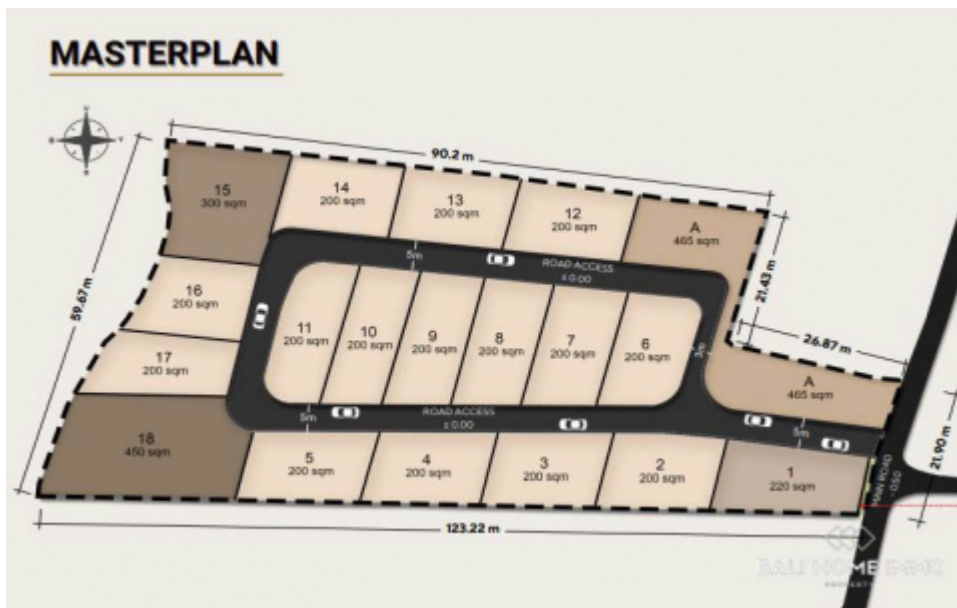 MASTERPLAN
90.2 m
59.67 m
15
300 sqm
14
200 sqm
13
200 sqm
12
200 sqm
A
465 sqm
21.43 m
5m
ROAD ACCESS
± 0.00
16
200 sqm
11
200 sqm
10
200 sqm
9
200 sqm
8
200 sqm
7
200 sqm
6
200 sqm
3m
26.87 m
17
200 sqm
A
465 sqm
5m
ROAD ACCESS
± 0.00
5m
18
450 sqm
5
200 sqm
4
200 sqm
3
200 sqm
2
200 sqm
1
220 sqm
MAIN ROAD
21.90 m
123.22 m
PROPERTY